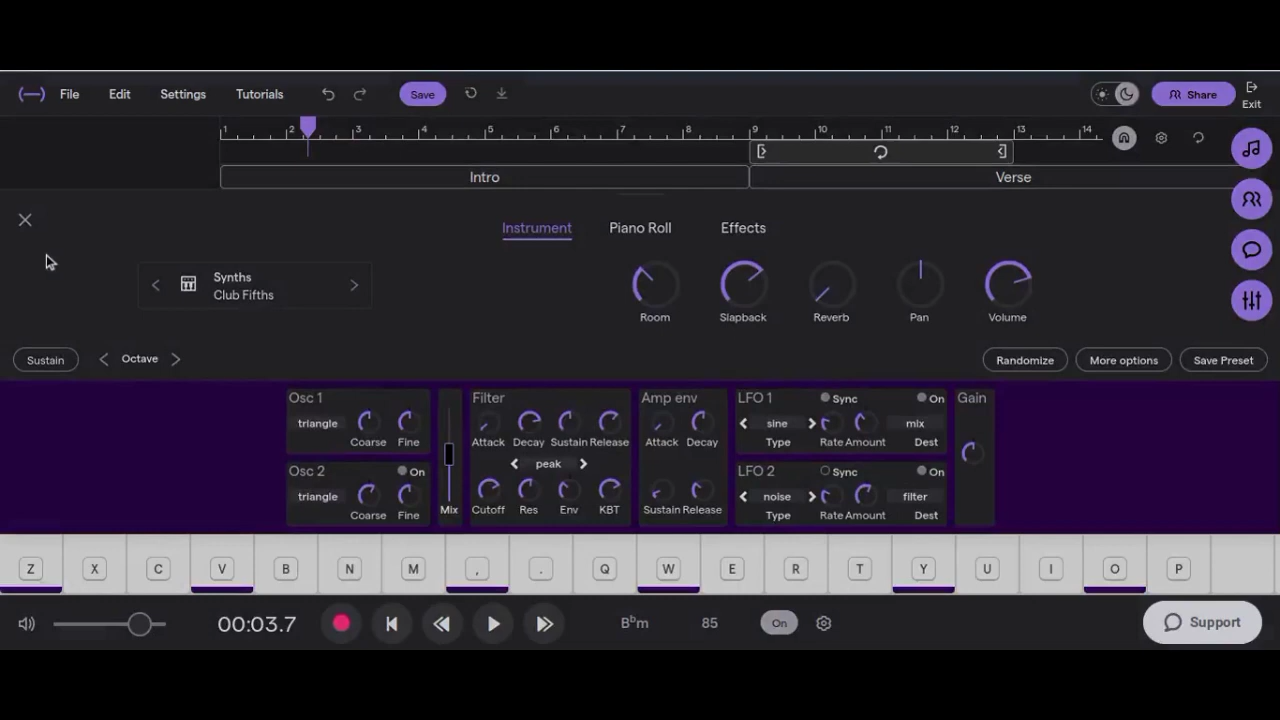 File Edit Settings Tutorials Save Share Exit
1 2 3 4 5 6 7 8 9 10 11 12 13 14
Intro Verse
Instrument Piano Roll Effects
Synths
Club Fifths
Room Slapback Reverb Pan Volume
Sustain Octave Randomize More options Save Preset
Osc 1 Filter Amp env LFO 1 Sync On Gain
triangle sine mix
Coarse Fine Attack Decay Sustain Release Attack Decay Type Rate Amount Dest
peak
Osc 2 On LFO 2 Sync On
triangle noise filter
Coarse Fine Mix Cutoff Res Env KBT Sustain Release Type Rate Amount Dest
Z X C V B N M , . Q W E R T Y U I O P
00:03.7 Bbm 85 On Support